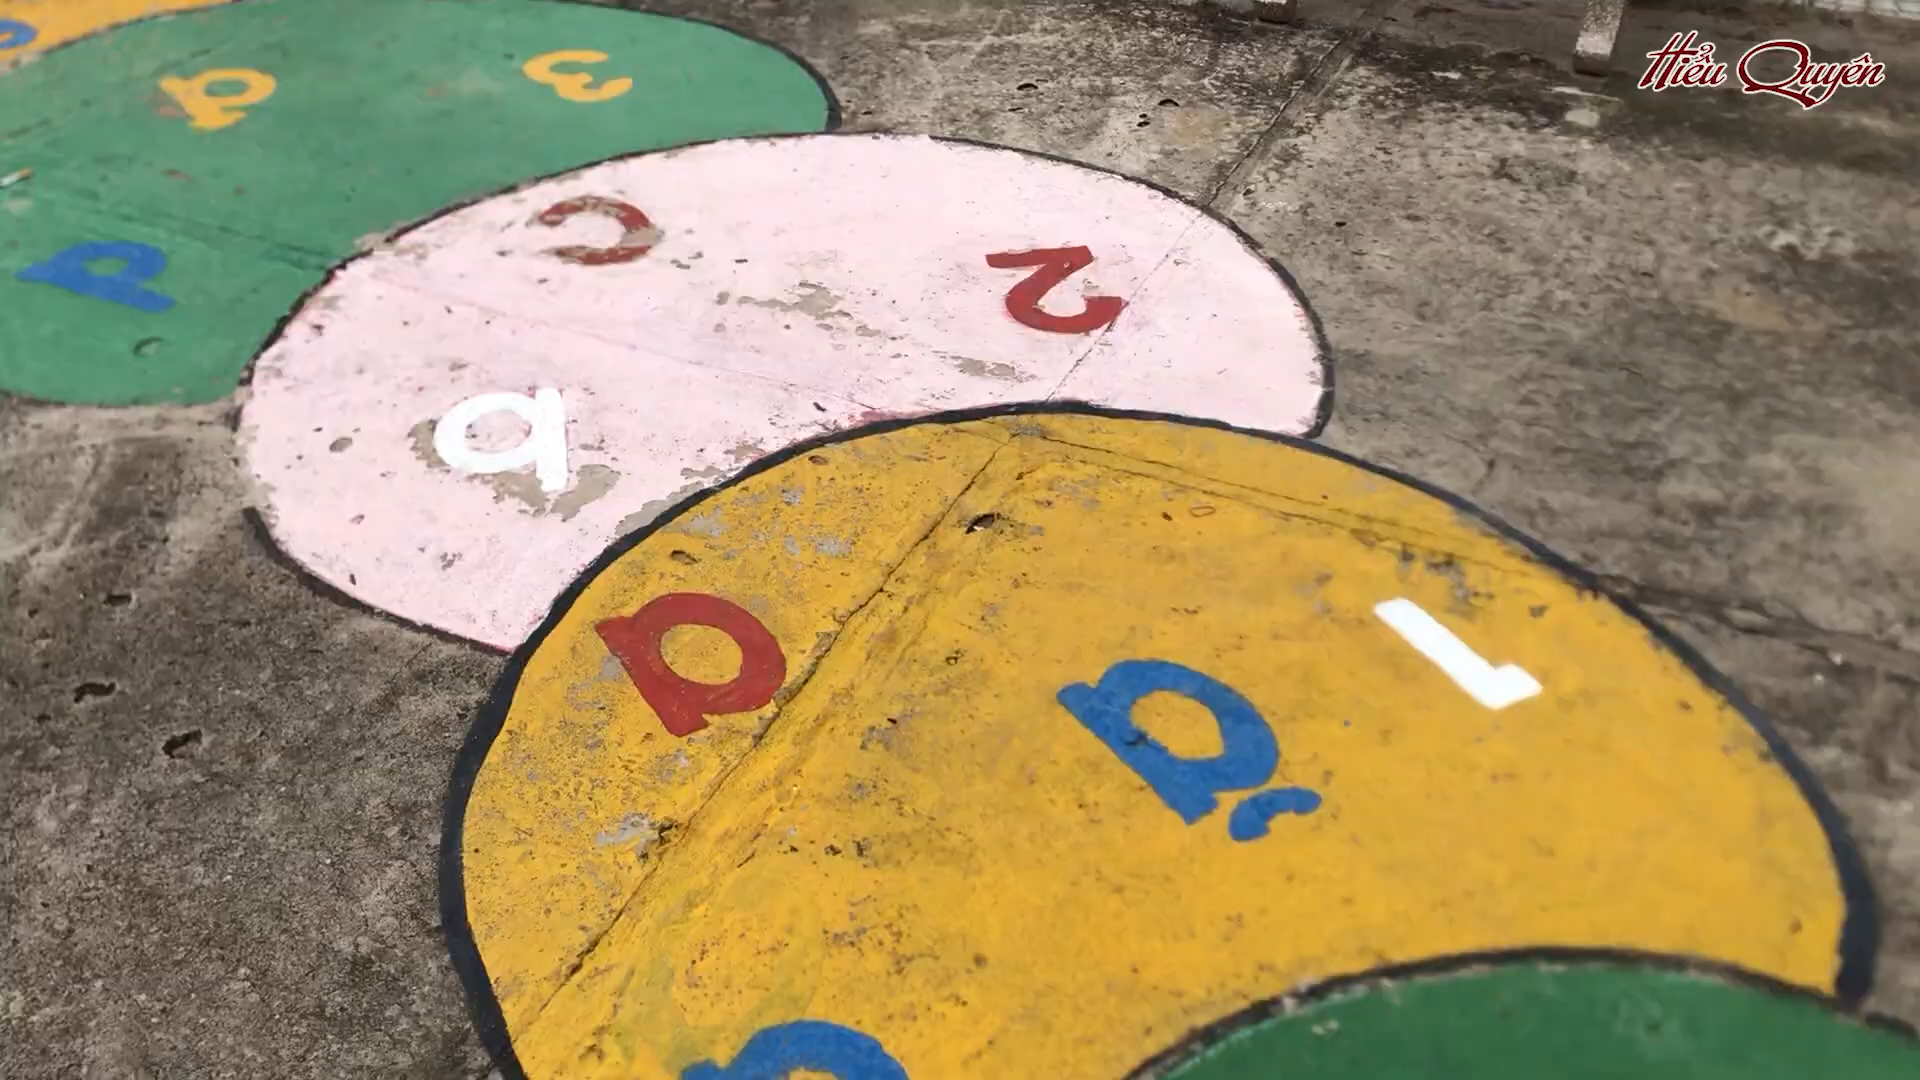 Hiểu Quyên
đ 3
d
c 2
b
a ă 1